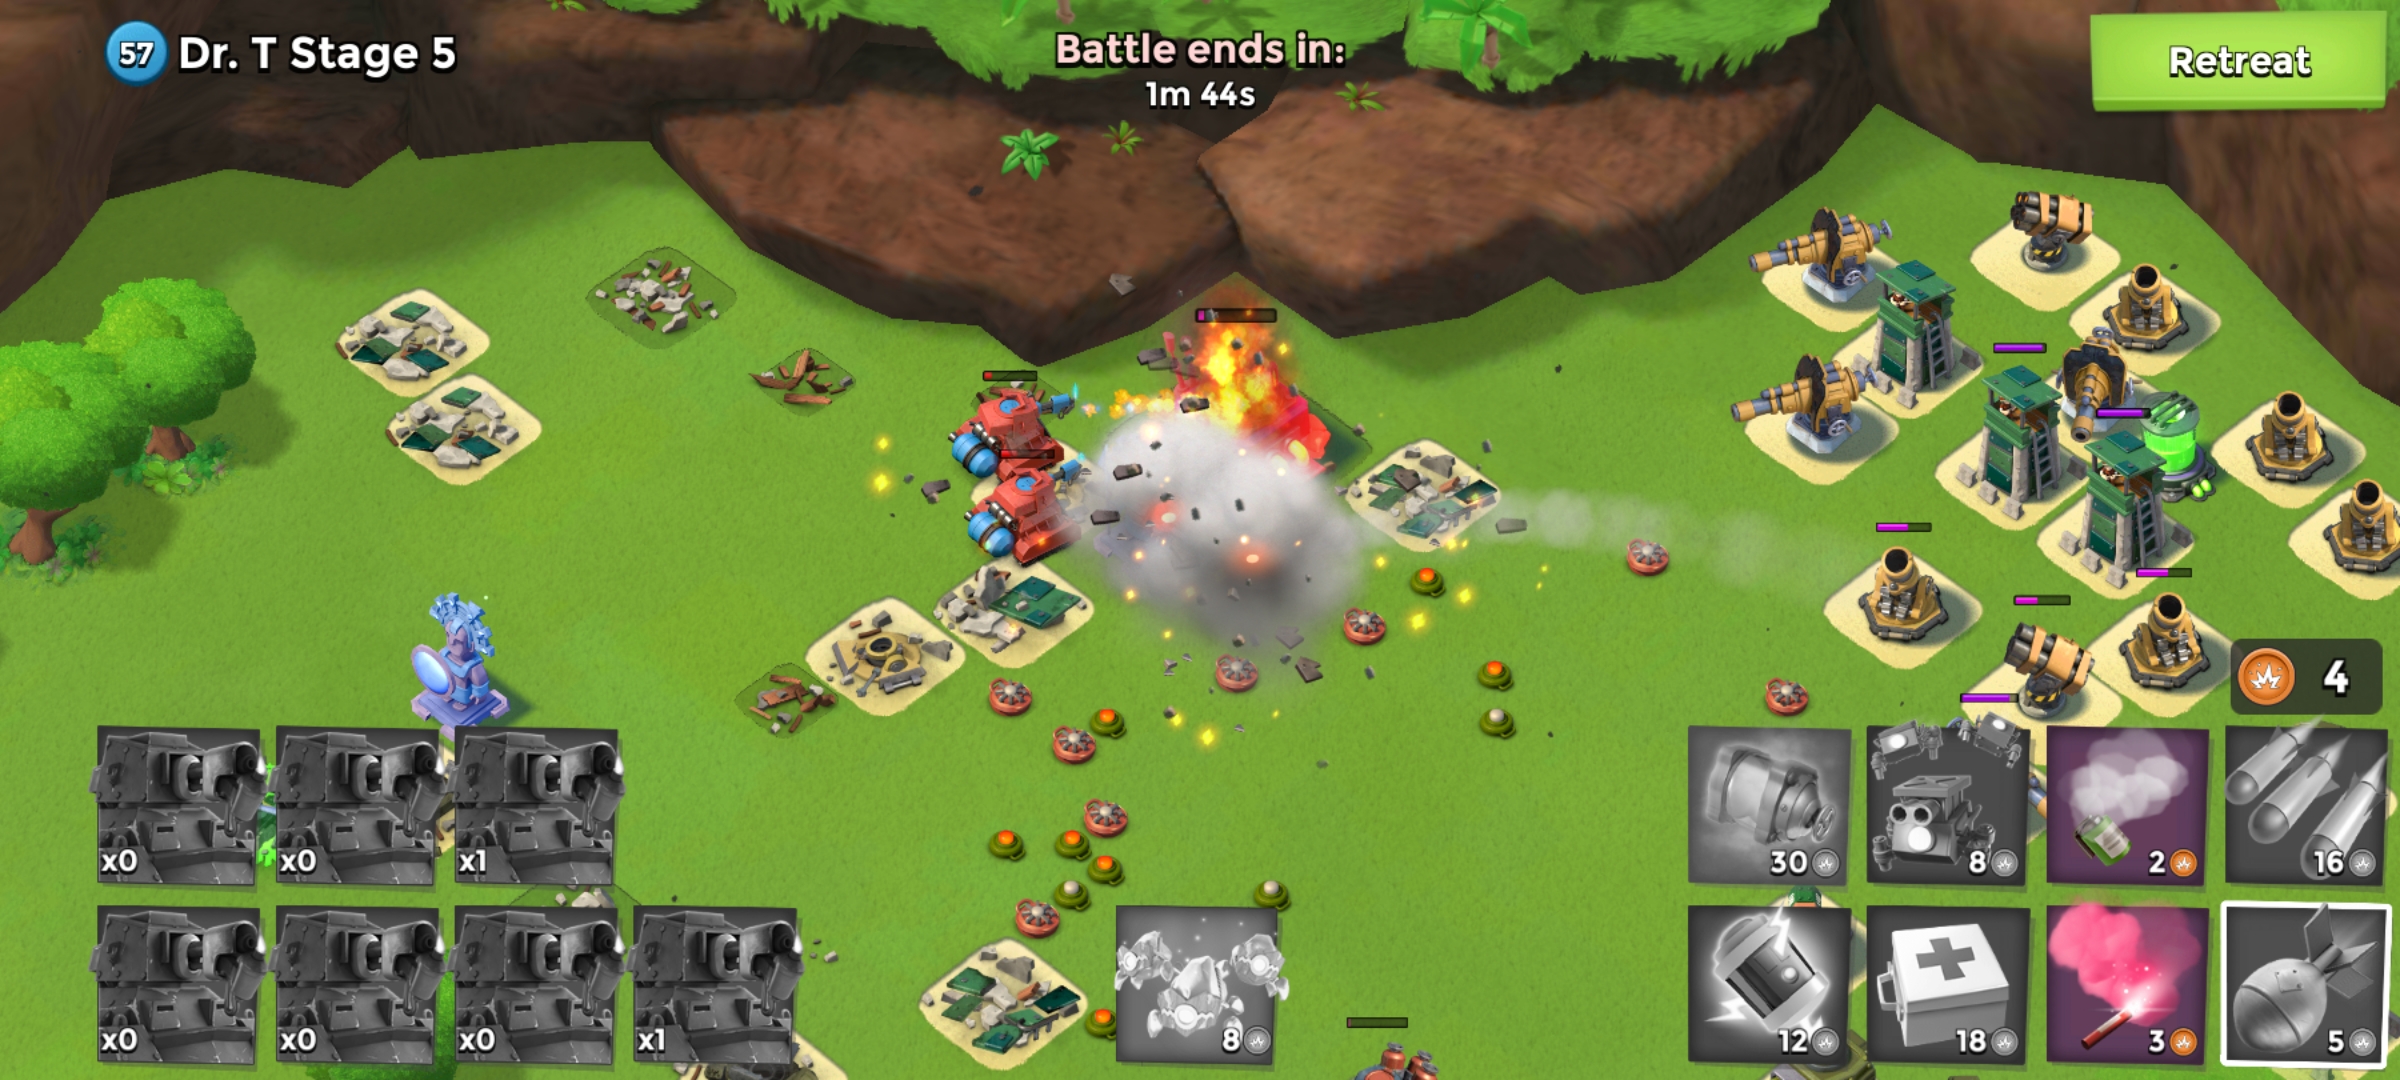 57 Dr. T Stage 5
Battle ends in:
1m 44s
Retreat
4
x0 x0 x1
30 8 2 16
x0 x0 x0 x1
8
12 18 3 5